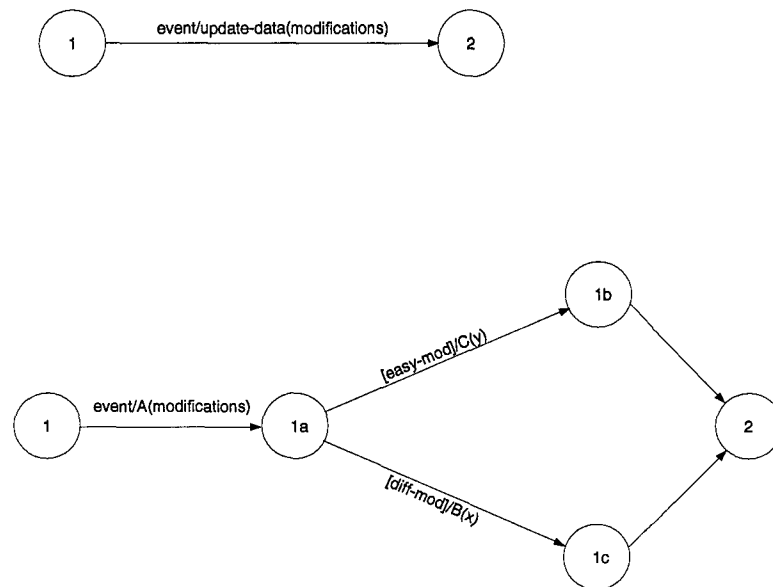 event/update-data(modifications)
1
2
1b
[easy-mod]/C(y)
event/A(modifications)
1
1a
2
[diff-mod]/B(x)
1c